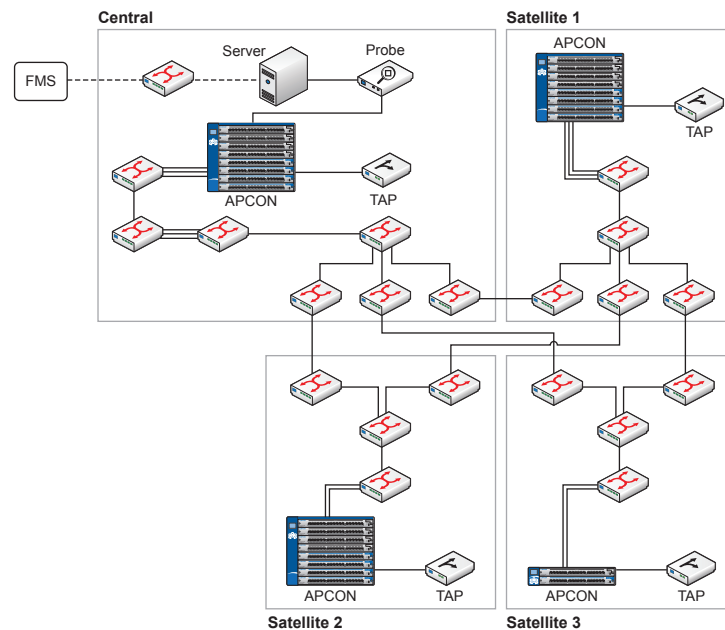 Central
Satellite 1
FMS
Server
Probe
APCON
TAP
APCON
TAP
APCON
TAP
APCON
TAP
Satellite 2
Satellite 3